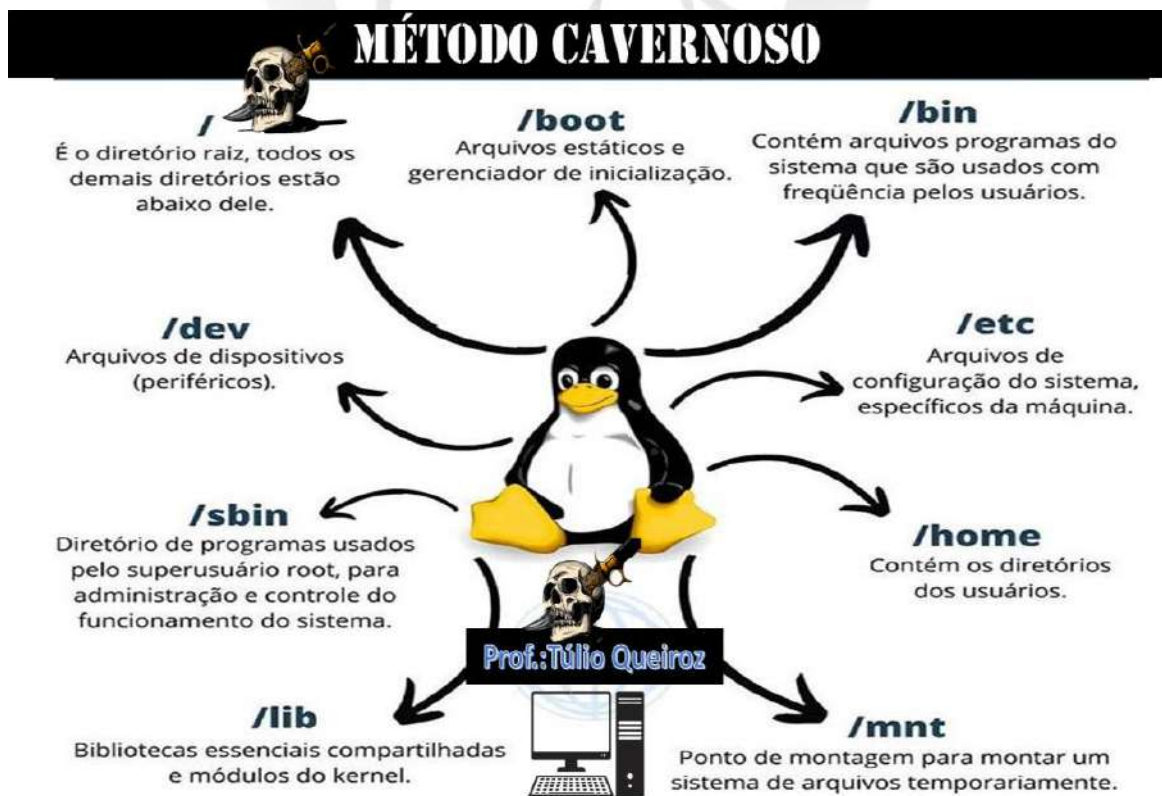 MÉTODO CAVERNOSO
/
É o diretório raiz, todos os
demais diretórios estão
abaixo dele.
/boot
Arquivos estáticos e
gerenciador de inicialização.
/bin
Contém arquivos programas do
sistema que são usados com
freqüência pelos usuários.
/dev
Arquivos de dispositivos
(periféricos).
/etc
Arquivos de
configuração do sistema,
específicos da máquina.
/sbin
Diretório de programas usados
pelo superusuário root, para
administração e controle do
funcionamento do sistema.
/home
Contém os diretórios
dos usuários.
Prof.:Túlio Queiroz
/lib
Bibliotecas essenciais compartilhadas
e módulos do kernel.
/mnt
Ponto de montagem para montar um
sistema de arquivos temporariamente.